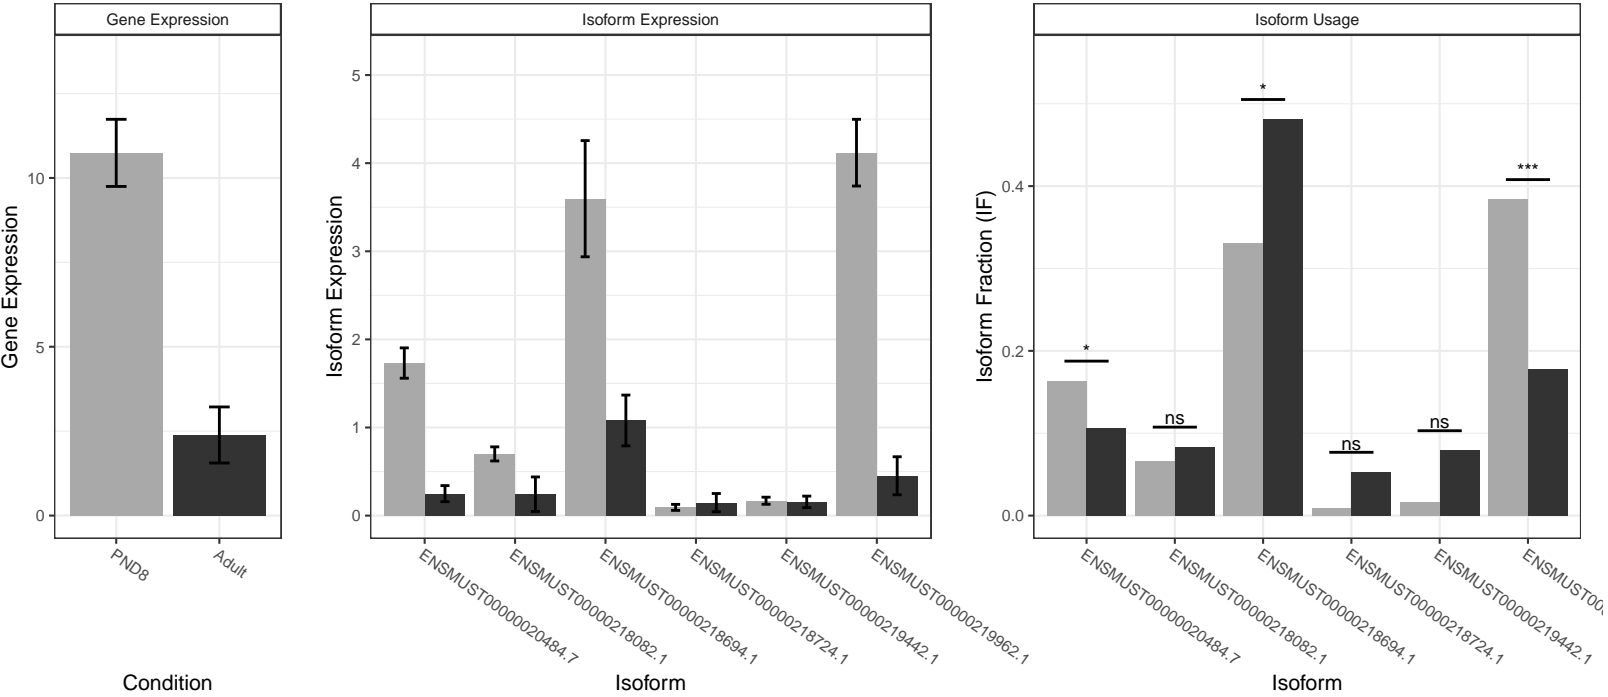 Gene Expression
Isoform Expression
Isoform Usage
Gene Expression
10
5
0
PND8
Adult
Condition
Isoform Expression
5
4
3
2
1
0
ENSMUST00000020484.7
ENSMUST00000218082.1
ENSMUST00000218694.1
ENSMUST00000218724.1
ENSMUST00000219442.1
ENSMUST00000219962.1
Isoform
Isoform Fraction (IF)
0.4
0.2
0.0
*
ns
*
ns
ns
***
ENSMUST00000020484.7
ENSMUST00000218082.1
ENSMUST00000218694.1
ENSMUST00000218724.1
ENSMUST00000219442.1
ENSMUST00
Isoform